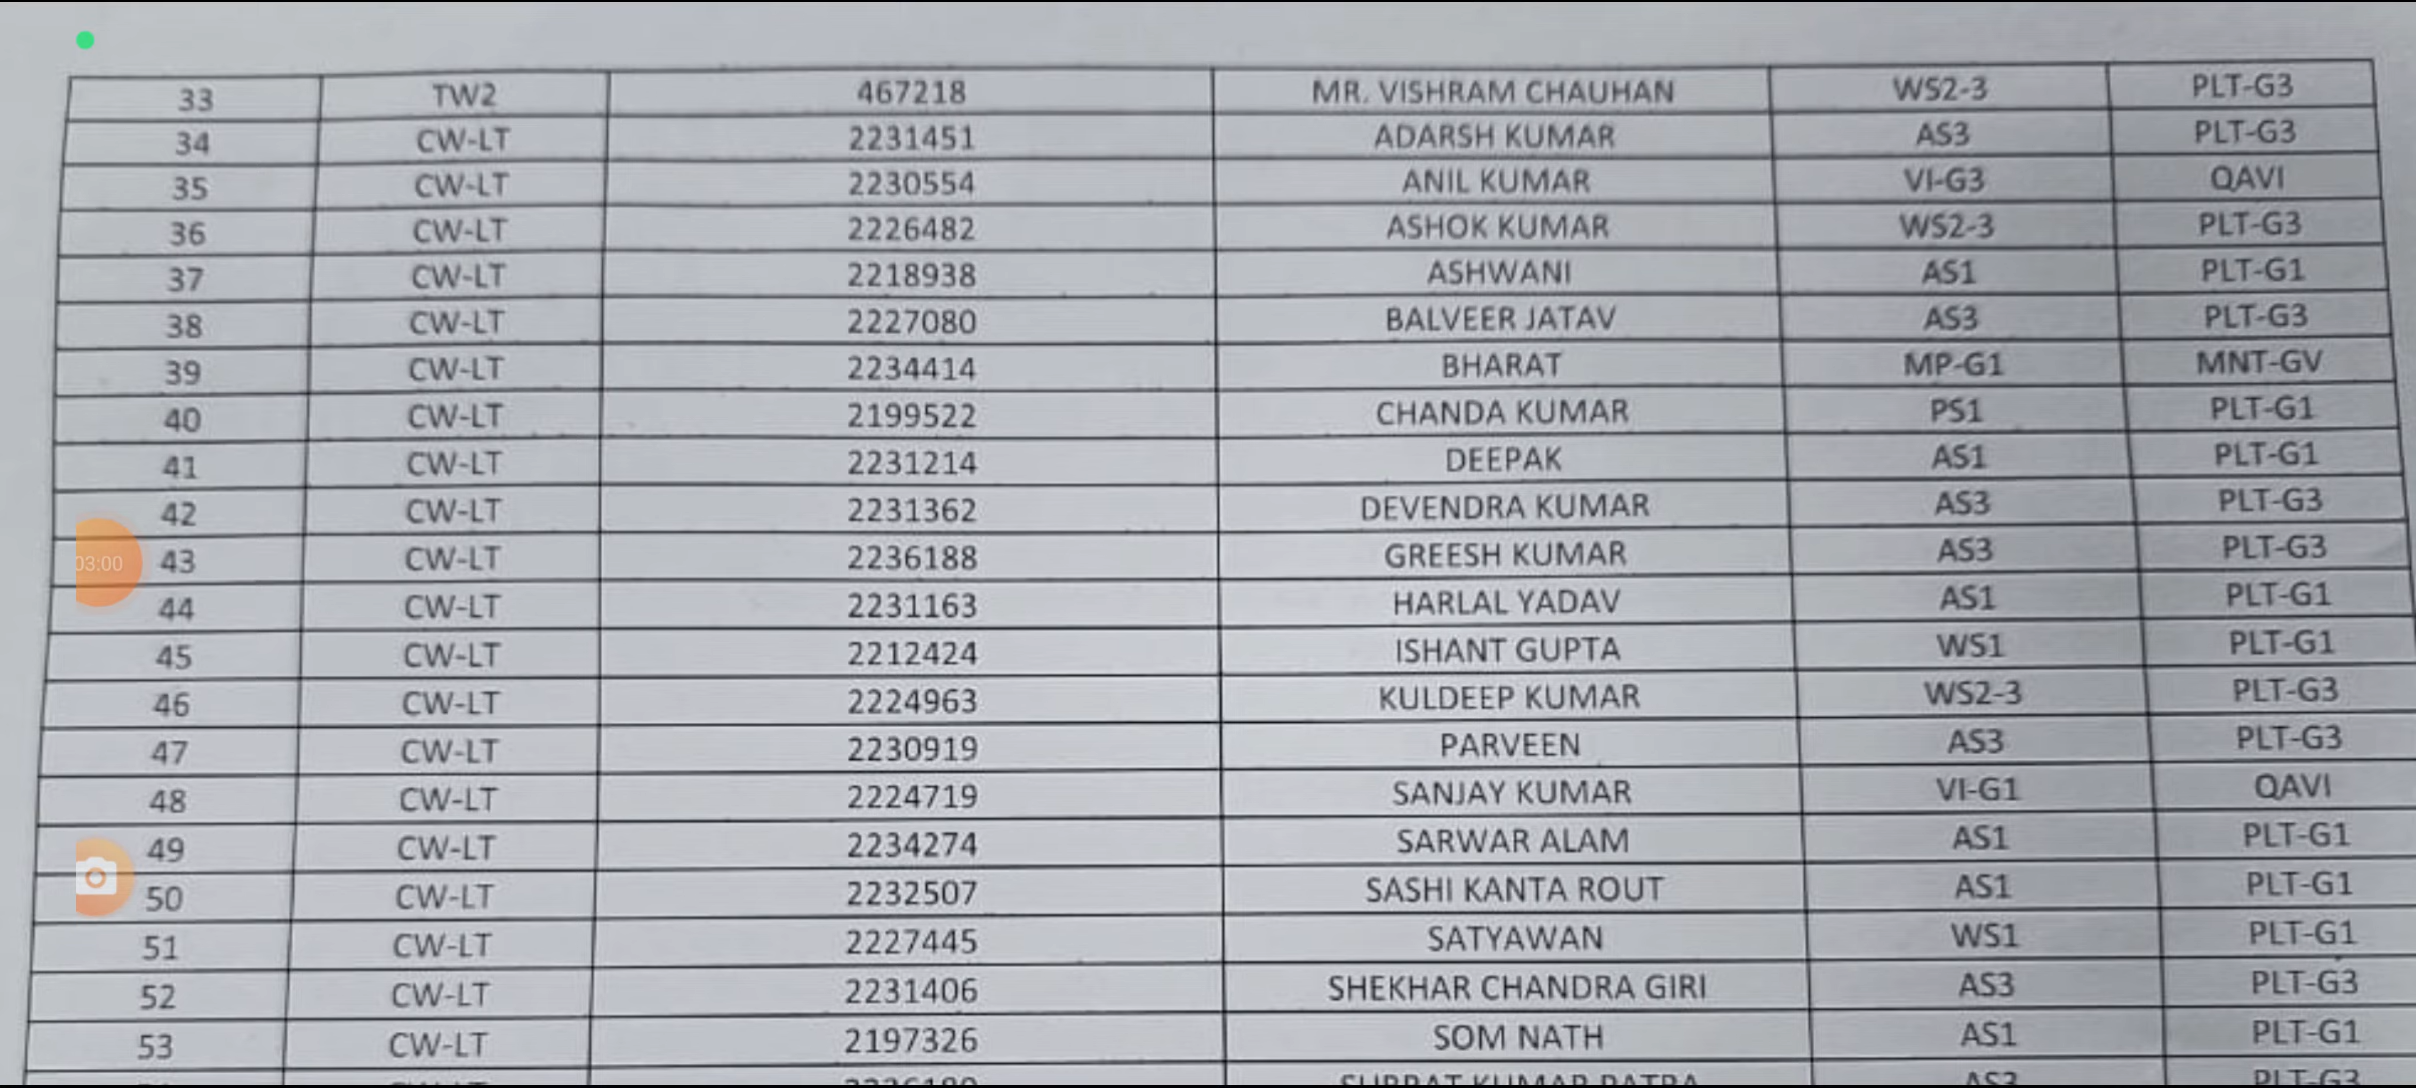 33 TW2 467218 MR. VISHRAM CHAUHAN WS2-3 PLT-G3
34 CW-LT 2231451 ADARSH KUMAR AS3 PLT-G3
35 CW-LT 2230554 ANIL KUMAR VI-G3 QAVI
36 CW-LT 2226482 ASHOK KUMAR WS2-3 PLT-G3
37 CW-LT 2218938 ASHWANI AS1 PLT-G1
38 CW-LT 2227080 BALVEER JATAV AS3 PLT-G3
39 CW-LT 2234414 BHARAT MP-G1 MNT-GV
40 CW-LT 2199522 CHANDA KUMAR PS1 PLT-G1
41 CW-LT 2231214 DEEPAK AS1 PLT-G1
42 CW-LT 2231362 DEVENDRA KUMAR AS3 PLT-G3
03:00
43 CW-LT 2236188 GREESH KUMAR AS3 PLT-G3
44 CW-LT 2231163 HARLAL YADAV AS1 PLT-G1
45 CW-LT 2212424 ISHANT GUPTA WS1 PLT-G1
46 CW-LT 2224963 KULDEEP KUMAR WS2-3 PLT-G3
47 CW-LT 2230919 PARVEEN AS3 PLT-G3
48 CW-LT 2224719 SANJAY KUMAR VI-G1 QAVI
49 CW-LT 2234274 SARWAR ALAM AS1 PLT-G1
50 CW-LT 2232507 SASHI KANTA ROUT AS1 PLT-G1
51 CW-LT 2227445 SATYAWAN WS1 PLT-G1
52 CW-LT 2231406 SHEKHAR CHANDRA GIRI AS3 PLT-G3
53 CW-LT 2197326 SOM NATH AS1 PLT-G1
KUMAR AS3 PLT-G3